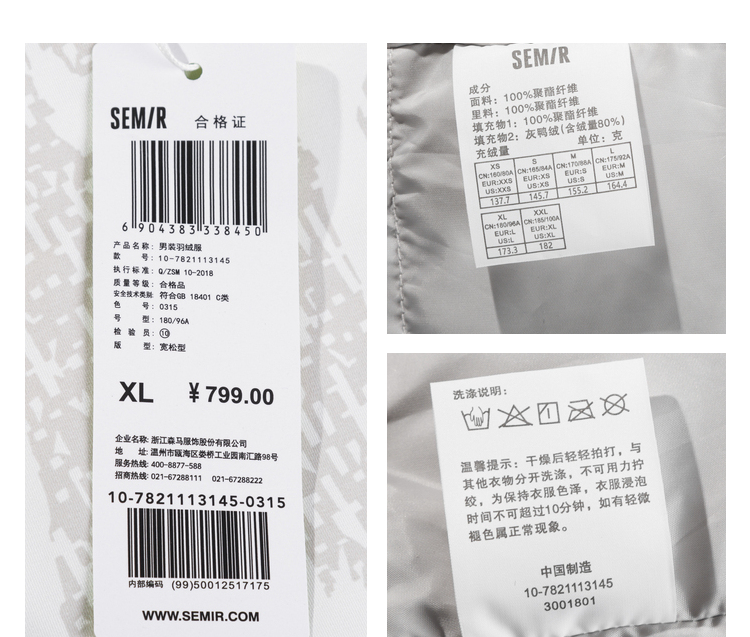 SEMIR 合格证
6 904383 338450
产品名称: 男装羽绒服
款 号: 10-7821113145
执行标准: Q/ZSM 10-2018
质量等级: 合格品
安全技术类别: 符合GB 18401 C类
色 号: 0315
号 型: 180/96A
检 验 员: ⑩
版 型: 宽松型
XL ¥ 799.00
企业名称: 浙江森马服饰股份有限公司
地 址: 温州市瓯海区娄桥工业园南汇路98号
服务热线: 400-8877-588
招商热线: 021-67288111 021-67288222
10-7821113145-0315
内部编码 (99)50012517175
WWW.SEMIR.COM
SEMIR
成分
面料: 100%聚酯纤维
里料: 100%聚酯纤维
填充物1: 100%聚酯纤维
填充物2: 灰鸭绒(含绒量80%)
充绒量 单位: 克
XS S M L
CN:160/80A CN:165/84A CN:170/88A CN:175/92A
EUR:XXS EUR:XS EUR:S EUR:M
US:XXS US:XS US:S US:M
137.7 145.7 155.2 164.4
XL XXL
CN:180/96A CN:185/100A
EUR:L EUR:XL
US:L US:XL
173.3 182
洗涤说明:
温馨提示: 干燥后轻轻拍打, 与
其他衣物分开洗涤, 不可用力拧
绞, 为保持衣服色泽, 衣服浸泡
时间不可超过10分钟, 如有轻微
褪色属正常现象。
中国制造
10-7821113145
3001801